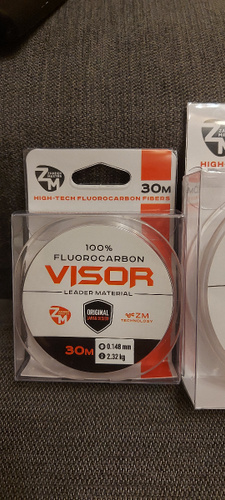 ZM
30M
HIGH-TECH FLUOROCARBON FIBERS
100%
FLUOROCARBON
VISOR
LEADER MATERIAL
ZM
ORIGINAL
ZM
TECHNOLOGY
30M
0.148 mm
2.32 kg
HIGH